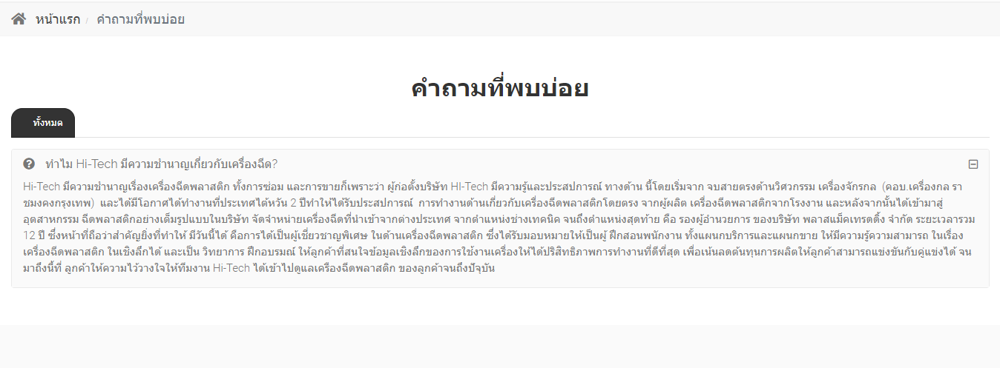 หน้าแรก / คำถามที่พบบ่อย
คำถามที่พบบ่อย
ทั้งหมด
ทำไม Hi-Tech มีความชำนาญเกี่ยวกับเครื่องฉีด?
Hi-Tech มีความชำนาญเรื่องเครื่องฉีดพลาสติก ทั้งการซ่อม และการขายก็เพราะว่า ผู้ก่อตั้งบริษัท HI-Tech มีความรู้และประสปการณ์ ทางด้าน นี้โดยเริ่มจาก จบสายตรงด้านวิศวกรรม เครื่องจักรกล (คอบ.เครื่องกล รา
ชมงคงกรุงเทพ) และได้มีโอกาศได้ทำงานที่ประเทศไต้หวัน 2 ปีทำให้ได้รับประสปการณ์ การทำงานด้านเกี่ยวกับเครื่องฉีดพลาสติกโดยตรง จากผู้ผลิต เครื่องฉีดพลาสติกจากโรงงาน และหลังจากนั้นได้เข้ามาสู่
อุตสาหกรรม ฉีดพลาสติกอย่างเต็มรูปแบบในบริษัท จัดจำหน่ายเครื่องฉีดที่นำเข้าจากต่างประเทศ จากตำแหน่งช่างเทคนิค จนถึงตำแหน่งสุดท้าย คือ รองผู้อำนวยการ ของบริษัท พลาสแม็คเทรดดิ้ง จำกัด ระยะเวลารวม
12 ปี ซึ่งหน้าที่ถือว่าสำคัญยิ่งที่ทำให้ มีวันนี้ได้ คือการได้เป็นผู้เชี่ยวชาญพิเศษ ในด้านเครื่องฉีดพลาสติก ซึ่งได้รับมอบหมายให้เป็นผู้ ฝึกสอนพนักงาน ทั้งแผนกบริการและแผนกขาย ให้มีความรู้ความสามารถ ในเรื่อง
เครื่องฉีดพลาสติก ในเชิงลึกได้ และเป็น วิทยาการ ฝึกอบรมณ์ ให้ลูกค้าที่สนใจข้อมูลเชิงลึกของการใช้งานเครื่องให้ได้ปริสิทธิภาพการทำงานที่ดีที่สุด เพื่อเน้นลดต้นทุนการผลิตให้ลูกค้าสามารถแข่งขันกับคู่แข่งได้ จน
มาถึงนี้ที่ ลูกค้าให้ความไว้วางใจให้ทีมงาน Hi-Tech ได้เข้าไปดูแลเครืองฉีดพลาสติก ของลูกค้าจนถึงปัจุบัน